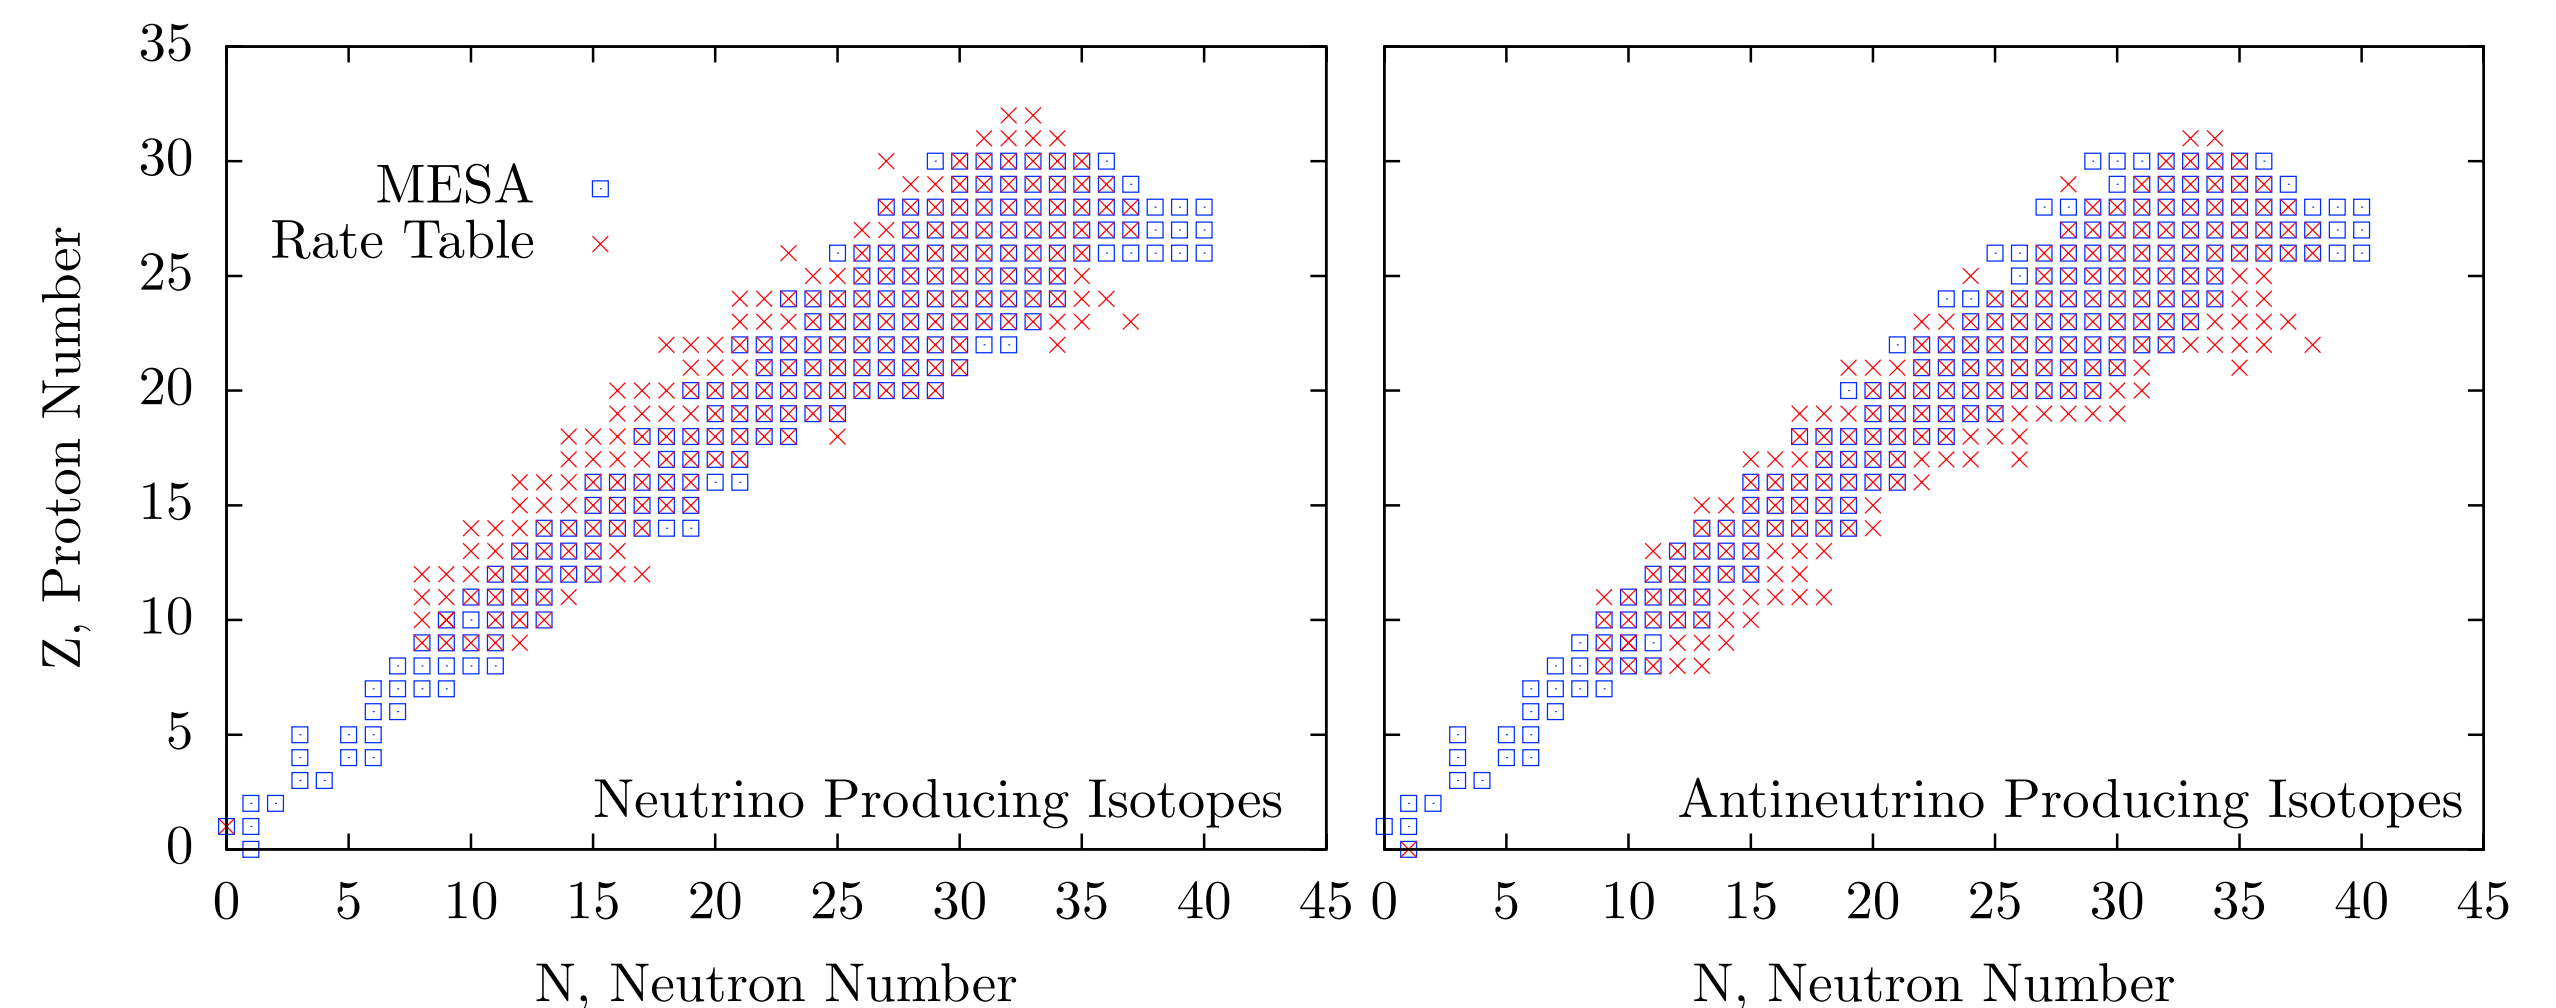 35
30
25
20
15
10
5
0
Z, Proton Number
MESA
Rate Table
Neutrino Producing Isotopes
0 5 10 15 20 25 30 35 40 45
N, Neutron Number
Antineutrino Producing Isotopes
0 5 10 15 20 25 30 35 40 45
N, Neutron Number